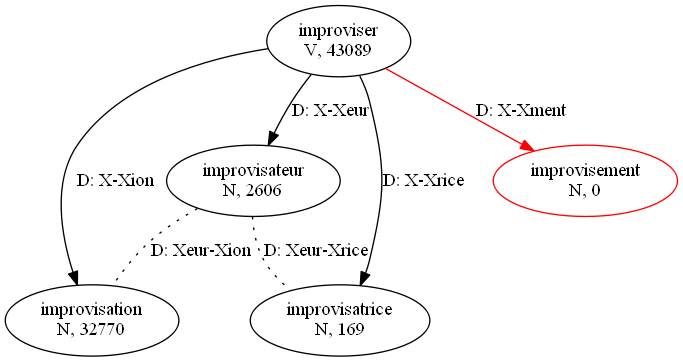 improviser
V, 43089
D: X-Xeur
D: X-Xment
improvisateur
N, 2606
improvisement
N, 0
D: X-Xion
D: X-Xrice
D: Xeur-Xion
D: Xeur-Xrice
improvisation
N, 32770
improvisatrice
N, 169